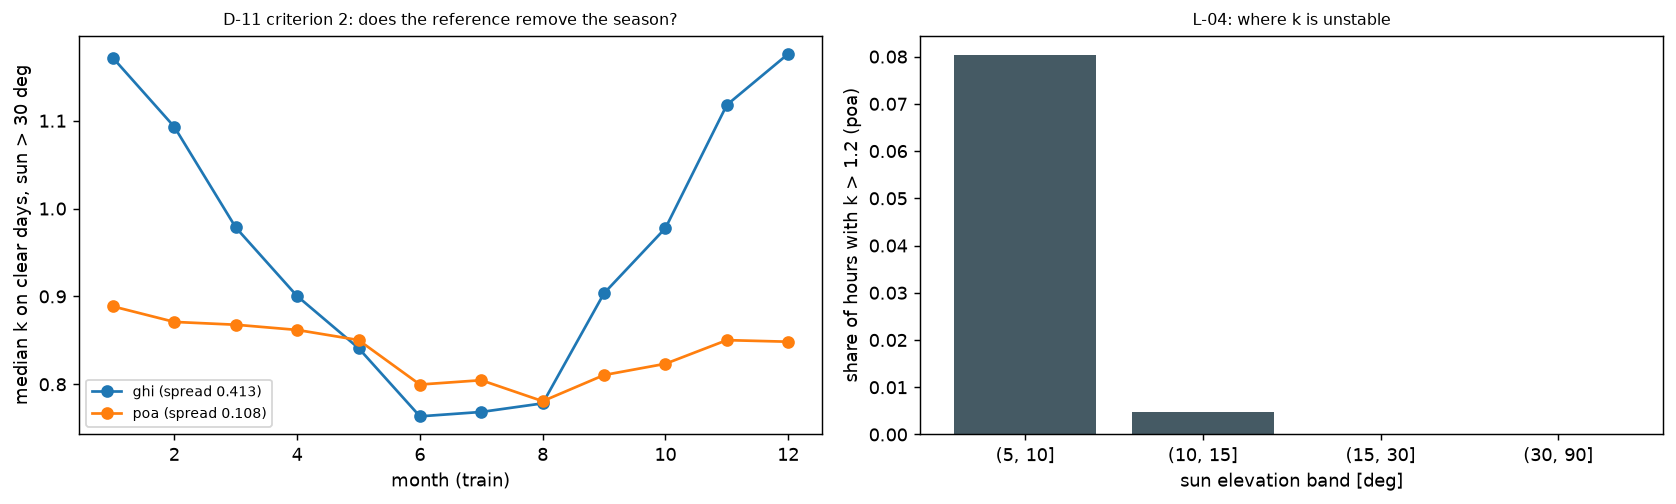 D-11 criterion 2: does the reference remove the season?
median k on clear days, sun > 30 deg
1.1
1.0
0.9
0.8
ghi (spread 0.413)
poa (spread 0.108)
2 4 6 8 10 12
month (train)
L-04: where k is unstable
share of hours with k > 1.2 (poa)
0.08
0.07
0.06
0.05
0.04
0.03
0.02
0.01
0.00
(5, 10] (10, 15] (15, 30] (30, 90]
sun elevation band [deg]